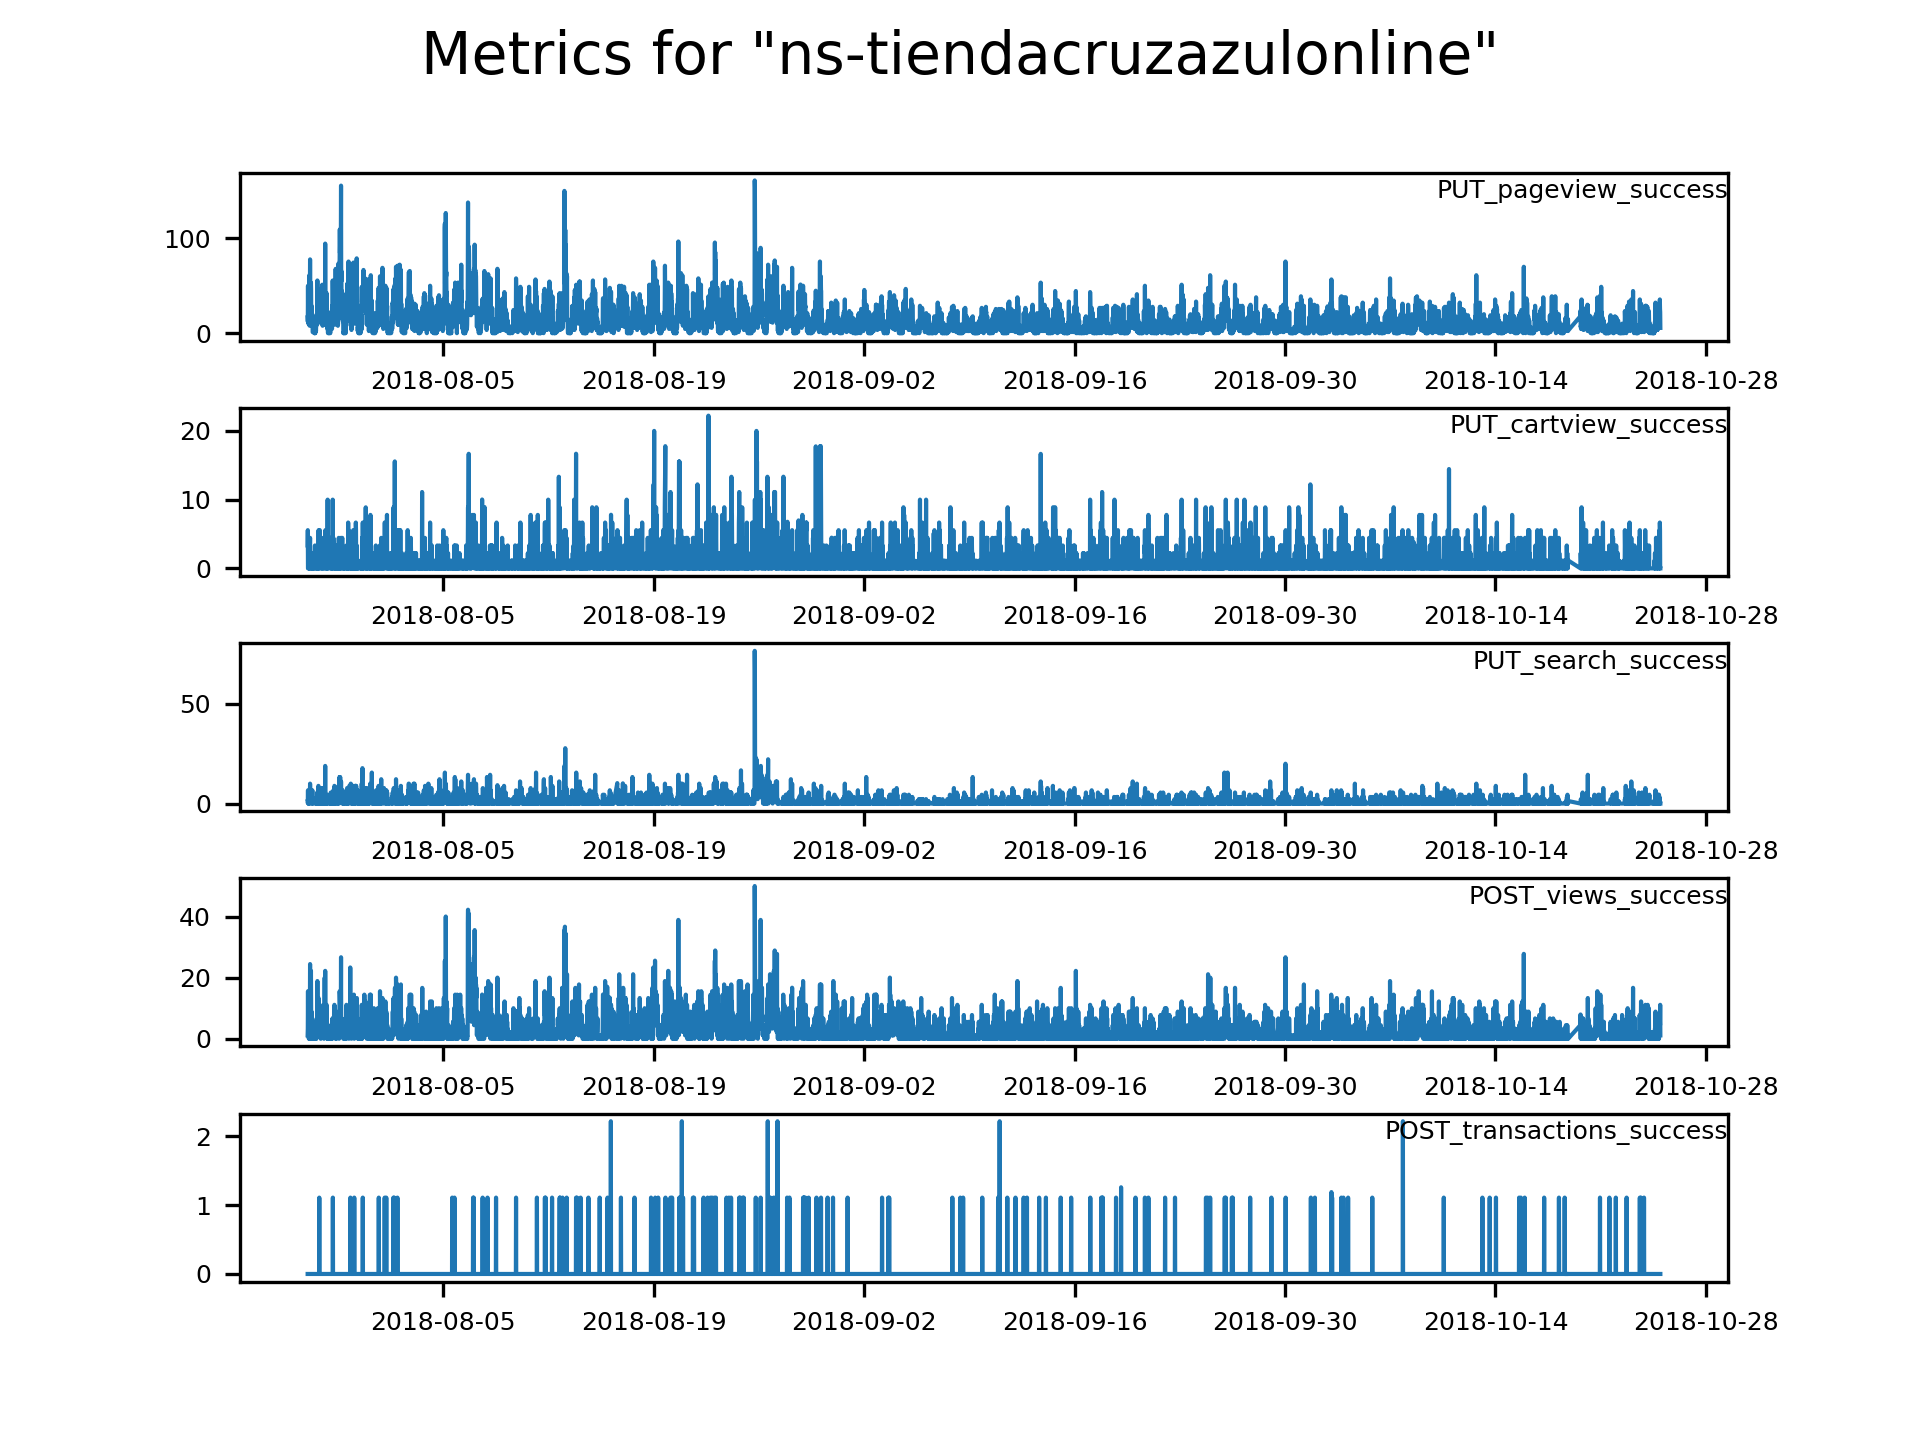 Metrics for "ns-tiendacruzazulonline"
PUT_pageview_success
100
0
2018-08-05 2018-08-19 2018-09-02 2018-09-16 2018-09-30 2018-10-14 2018-10-28
PUT_cartview_success
20
10
0
2018-08-05 2018-08-19 2018-09-02 2018-09-16 2018-09-30 2018-10-14 2018-10-28
PUT_search_success
50
0
2018-08-05 2018-08-19 2018-09-02 2018-09-16 2018-09-30 2018-10-14 2018-10-28
POST_views_success
40
20
0
2018-08-05 2018-08-19 2018-09-02 2018-09-16 2018-09-30 2018-10-14 2018-10-28
POST_transactions_success
2
1
0
2018-08-05 2018-08-19 2018-09-02 2018-09-16 2018-09-30 2018-10-14 2018-10-28